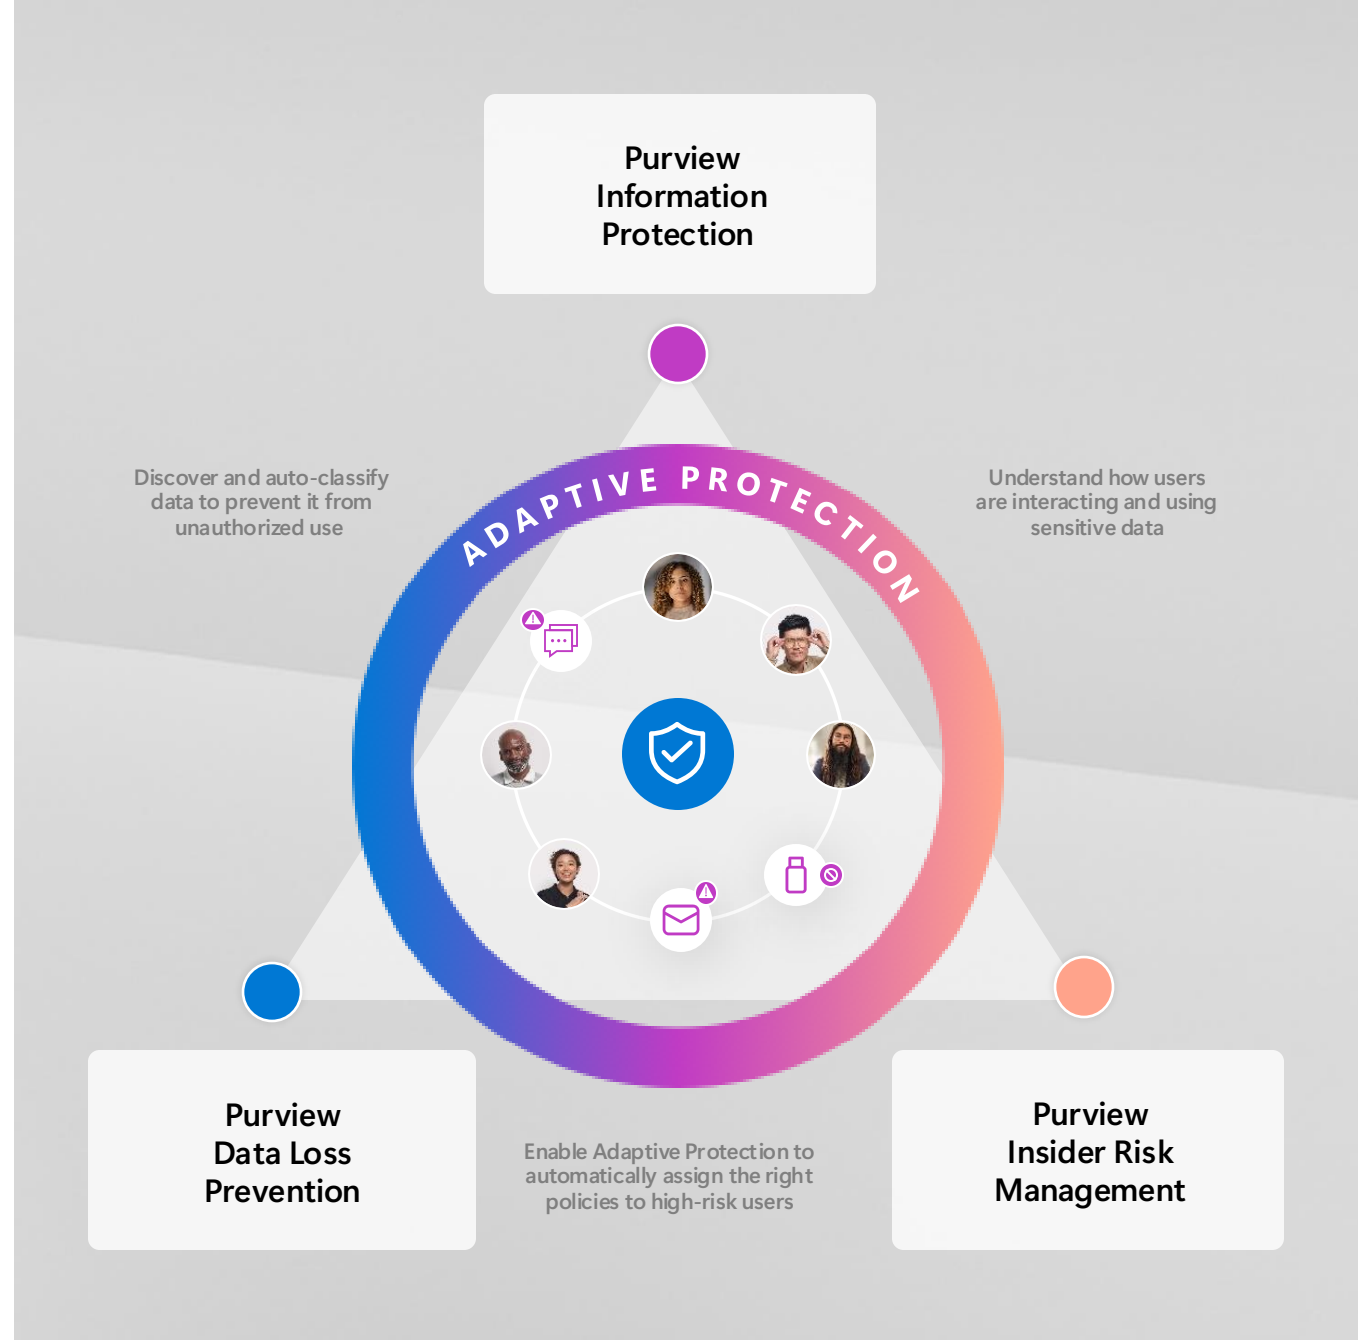 Purview
Information
Protection
Discover and auto-classify
data to prevent it from
unauthorized use
Understand how users
are interacting and using
sensitive data
ADAPTIVE PROTECTION
Purview
Data Loss
Prevention
Enable Adaptive Protection to
automatically assign the right
policies to high-risk users
Purview
Insider Risk
Management